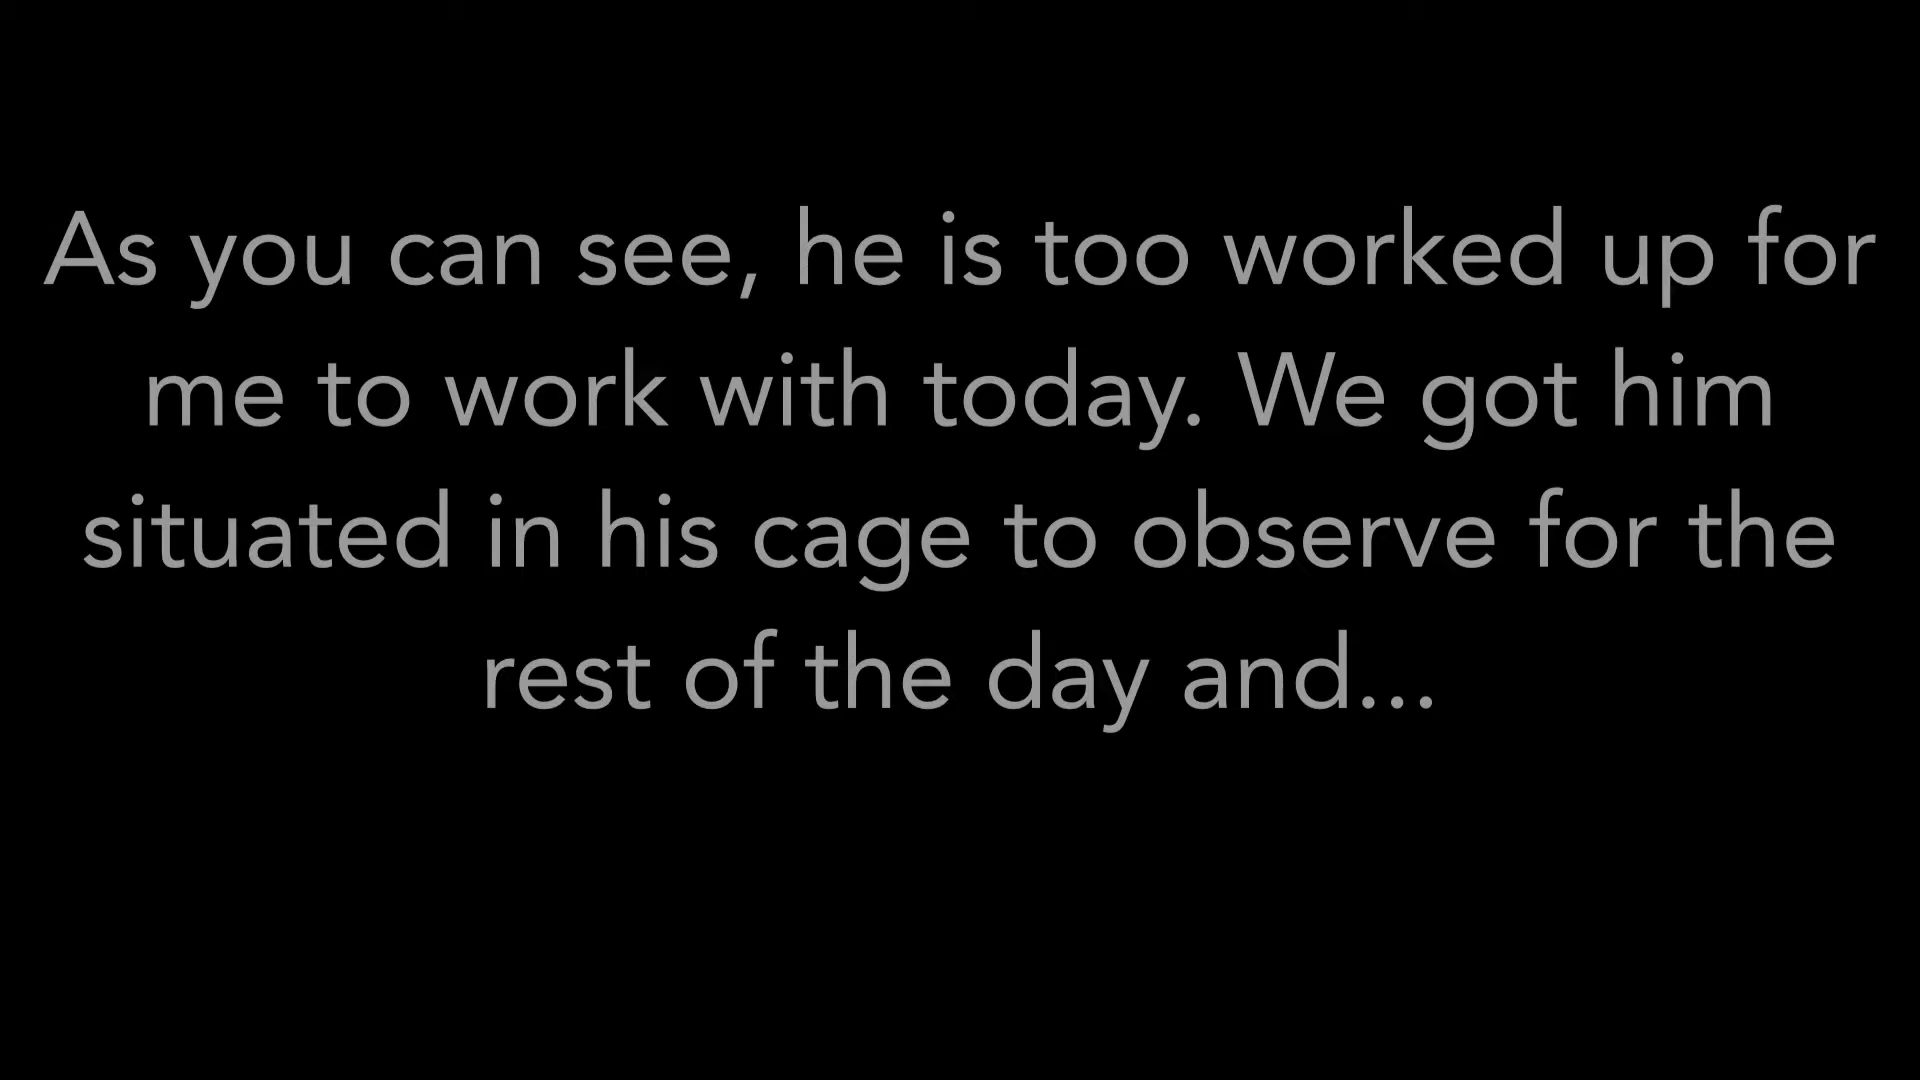 As you can see, he is too worked up for
me to work with today. We got him
situated in his cage to observe for the
rest of the day and...